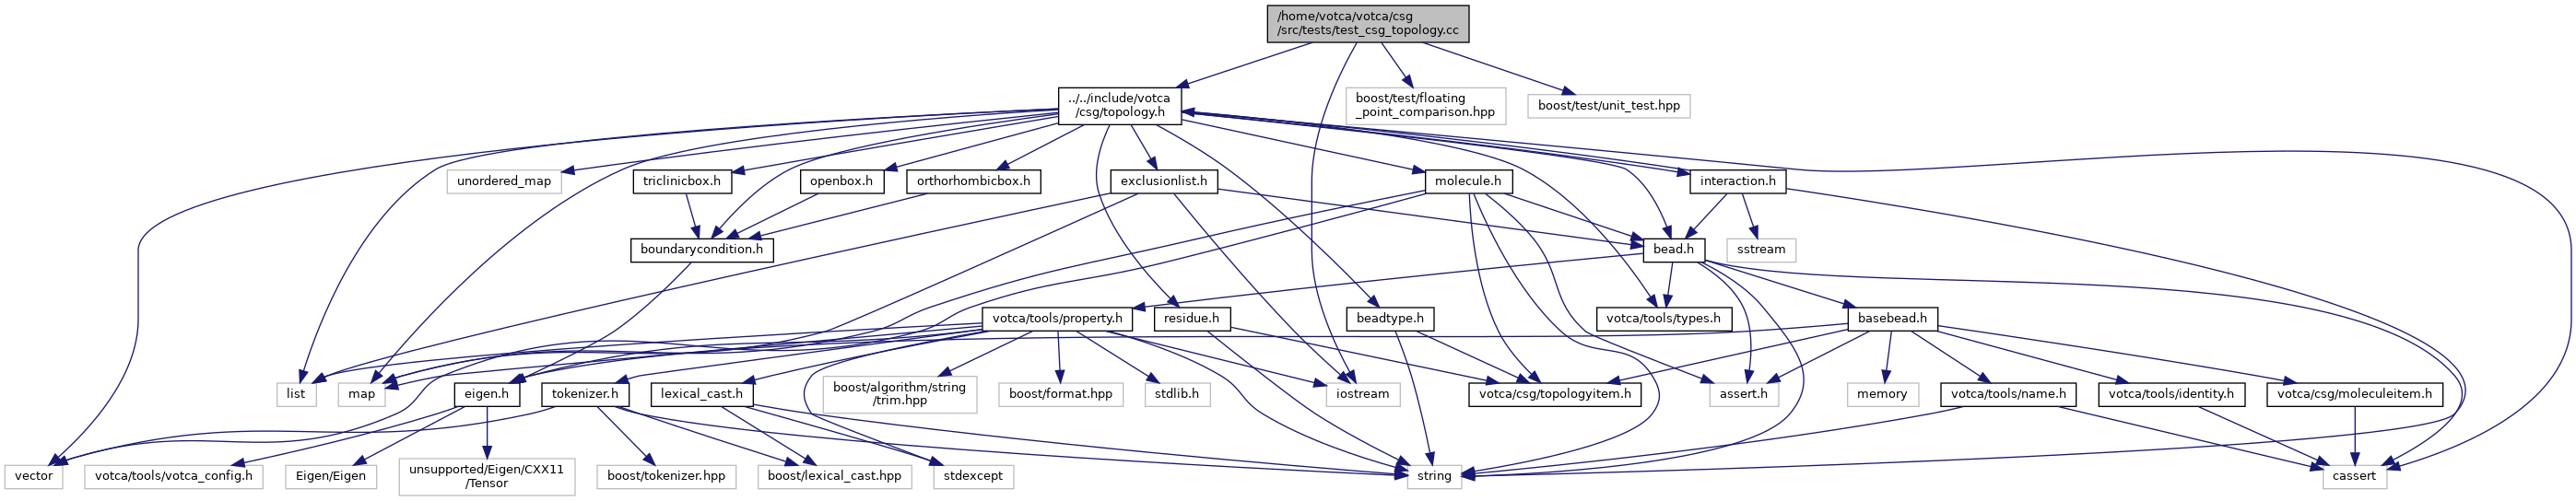 /home/votca/votca/csg
/src/tests/test_csg_topology.cc
../../include/votca
/csg/topology.h
boost/test/floating
_point_comparison.hpp
boost/test/unit_test.hpp
unordered_map
triclinicbox.h
openbox.h
orthorhombicbox.h
exclusionlist.h
molecule.h
interaction.h
boundarycondition.h
bead.h
sstream
votca/tools/property.h
residue.h
beadtype.h
votca/tools/types.h
basebead.h
list
map
eigen.h
tokenizer.h
lexical_cast.h
boost/algorithm/string
/trim.hpp
boost/format.hpp
stdlib.h
iostream
votca/csg/topologyitem.h
assert.h
memory
votca/tools/name.h
votca/tools/identity.h
votca/csg/moleculeitem.h
vector
votca/tools/votca_config.h
Eigen/Eigen
unsupported/Eigen/CXX11
/Tensor
boost/tokenizer.hpp
boost/lexical_cast.hpp
stdexcept
string
cassert